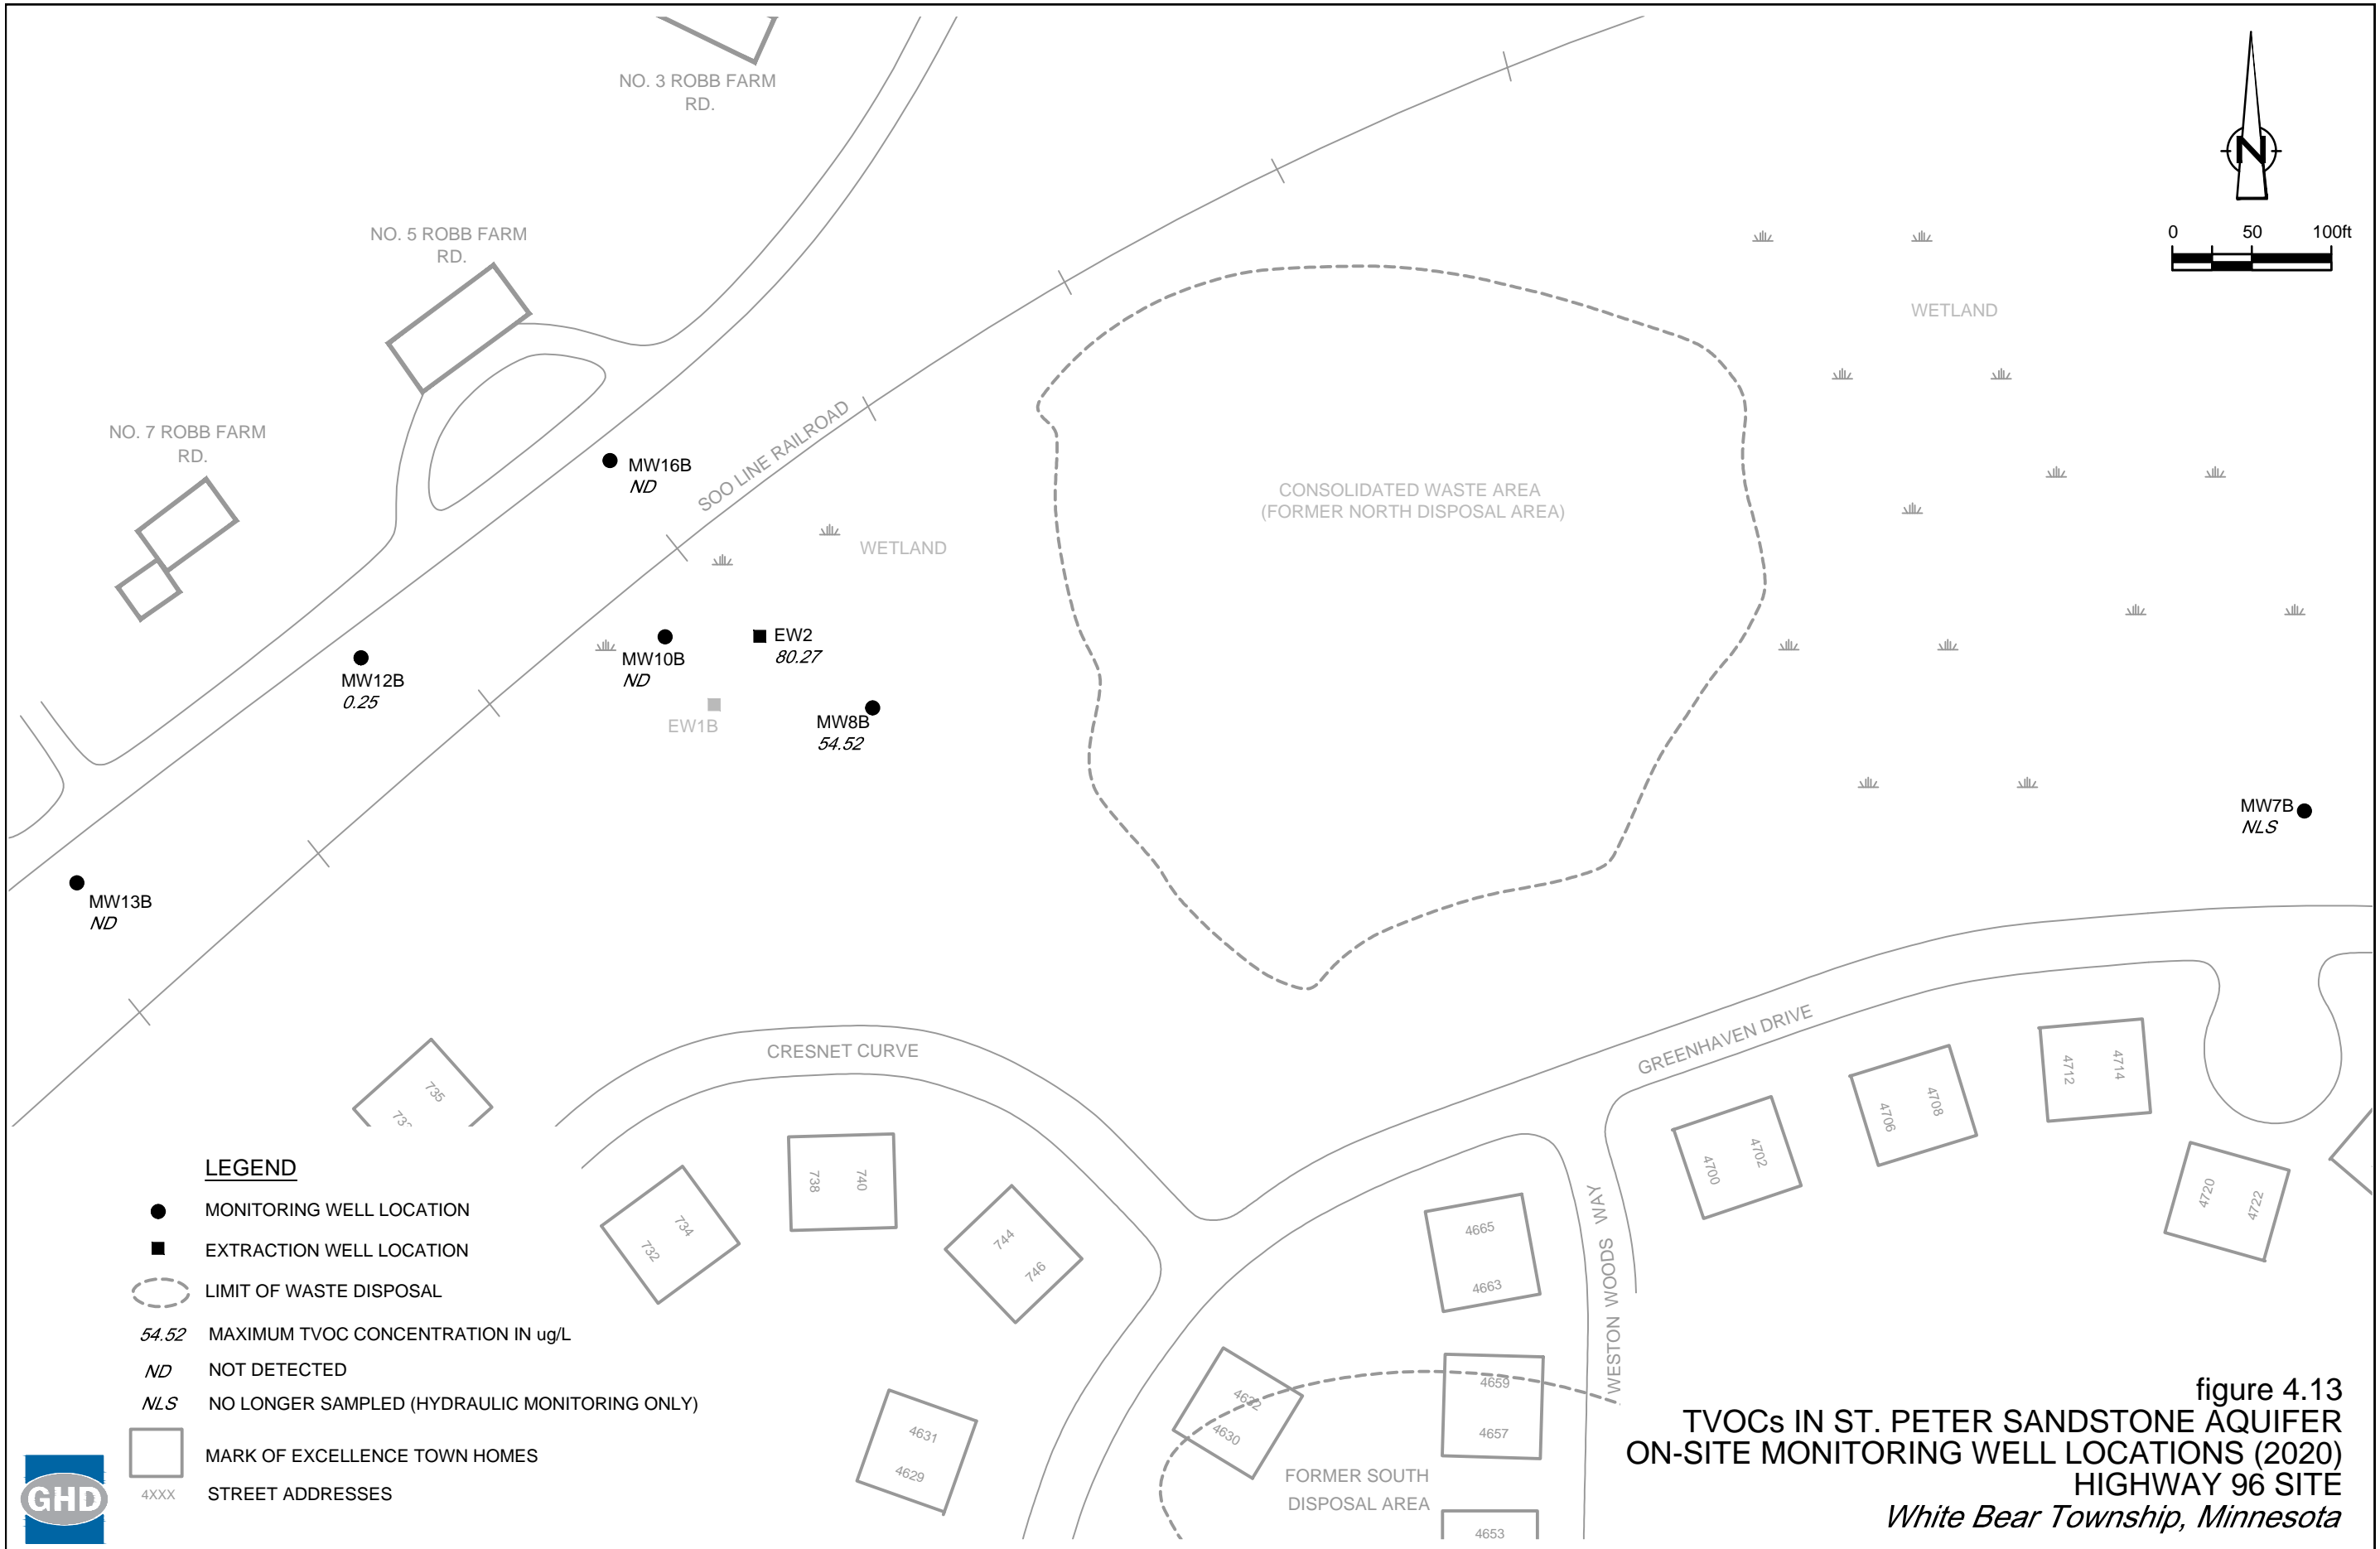 NO. 3 ROBB FARM
RD.
N
0 50 100ft
NO. 5 ROBB FARM
RD.
WETLAND
NO. 7 ROBB FARM
RD.
SOO LINE RAILROAD
MW16B
ND
CONSOLIDATED WASTE AREA
(FORMER NORTH DISPOSAL AREA)
WETLAND
EW2
80.27
MW10B
ND
MW12B
0.25
EW1B
MW8B
54.52
MW7B
NLS
MW13B
ND
CRESNET CURVE
GREENHAVEN DRIVE
WESTON WOODS WAY
735
732
734
738
740
744
746
4631
4629
4632
4630
4665
4663
4659
4657
4653
4700
4702
4706
4708
4712
4714
4720
4722
FORMER SOUTH
DISPOSAL AREA
LEGEND
MONITORING WELL LOCATION
EXTRACTION WELL LOCATION
LIMIT OF WASTE DISPOSAL
54.52 MAXIMUM TVOC CONCENTRATION IN ug/L
ND NOT DETECTED
NLS NO LONGER SAMPLED (HYDRAULIC MONITORING ONLY)
MARK OF EXCELLENCE TOWN HOMES
4XXX STREET ADDRESSES
GHD
figure 4.13
TVOCs IN ST. PETER SANDSTONE AQUIFER
ON-SITE MONITORING WELL LOCATIONS (2020)
HIGHWAY 96 SITE
White Bear Township, Minnesota